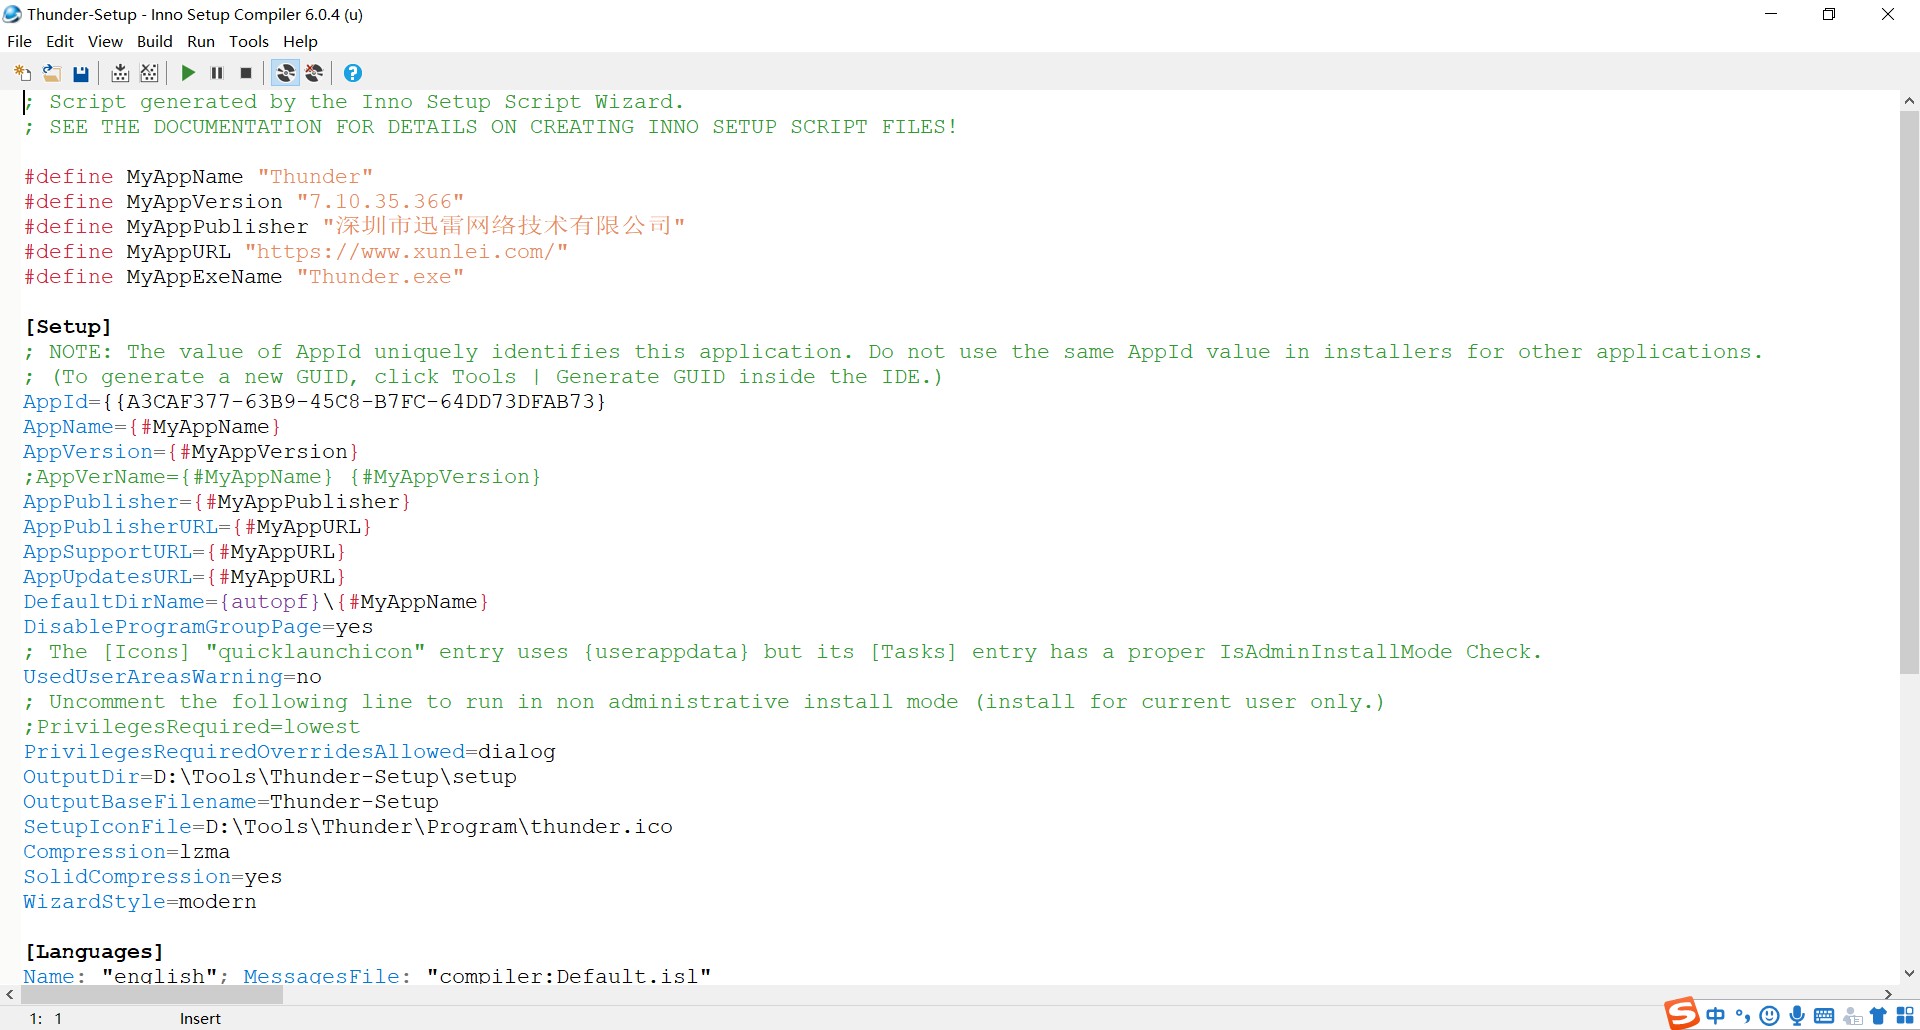 Thunder-Setup - Inno Setup Compiler 6.0.4 (u)
File Edit View Build Run Tools Help
; Script generated by the Inno Setup Script Wizard.
; SEE THE DOCUMENTATION FOR DETAILS ON CREATING INNO SETUP SCRIPT FILES!
#define MyAppName "Thunder"
#define MyAppVersion "7.10.35.366"
#define MyAppPublisher "深圳市迅雷网络技术有限公司"
#define MyAppURL "https://www.xunlei.com/"
#define MyAppExeName "Thunder.exe"
[Setup]
; NOTE: The value of AppId uniquely identifies this application. Do not use the same AppId value in installers for other applications.
; (To generate a new GUID, click Tools | Generate GUID inside the IDE.)
AppId={{A3CAF377-63B9-45C8-B7FC-64DD73DFAB73}
AppName={#MyAppName}
AppVersion={#MyAppVersion}
;AppVerName={#MyAppName} {#MyAppVersion}
AppPublisher={#MyAppPublisher}
AppPublisherURL={#MyAppURL}
AppSupportURL={#MyAppURL}
AppUpdatesURL={#MyAppURL}
DefaultDirName={autopf}\{#MyAppName}
DisableProgramGroupPage=yes
; The [Icons] "quicklaunchicon" entry uses {userappdata} but its [Tasks] entry has a proper IsAdminInstallMode Check.
UsedUserAreasWarning=no
; Uncomment the following line to run in non administrative install mode (install for current user only.)
;PrivilegesRequired=lowest
PrivilegesRequiredOverridesAllowed=dialog
OutputDir=D:\Tools\Thunder-Setup\setup
OutputBaseFilename=Thunder-Setup
SetupIconFile=D:\Tools\Thunder\Program\thunder.ico
Compression=lzma
SolidCompression=yes
WizardStyle=modern
[Languages]
Name: "english"; MessagesFile: "compiler:Default.isl"
1: 1 Insert
中